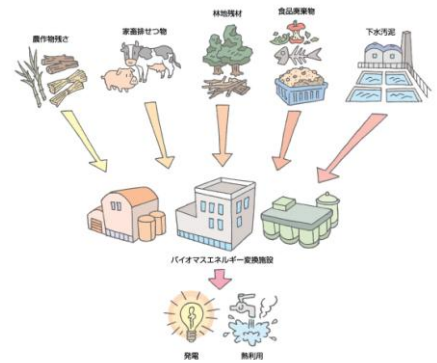 農作物残さ
家畜排せつ物
林地残材
食品廃棄物
下水汚泥
バイオマスエネルギー変換施設
発電
熱利用